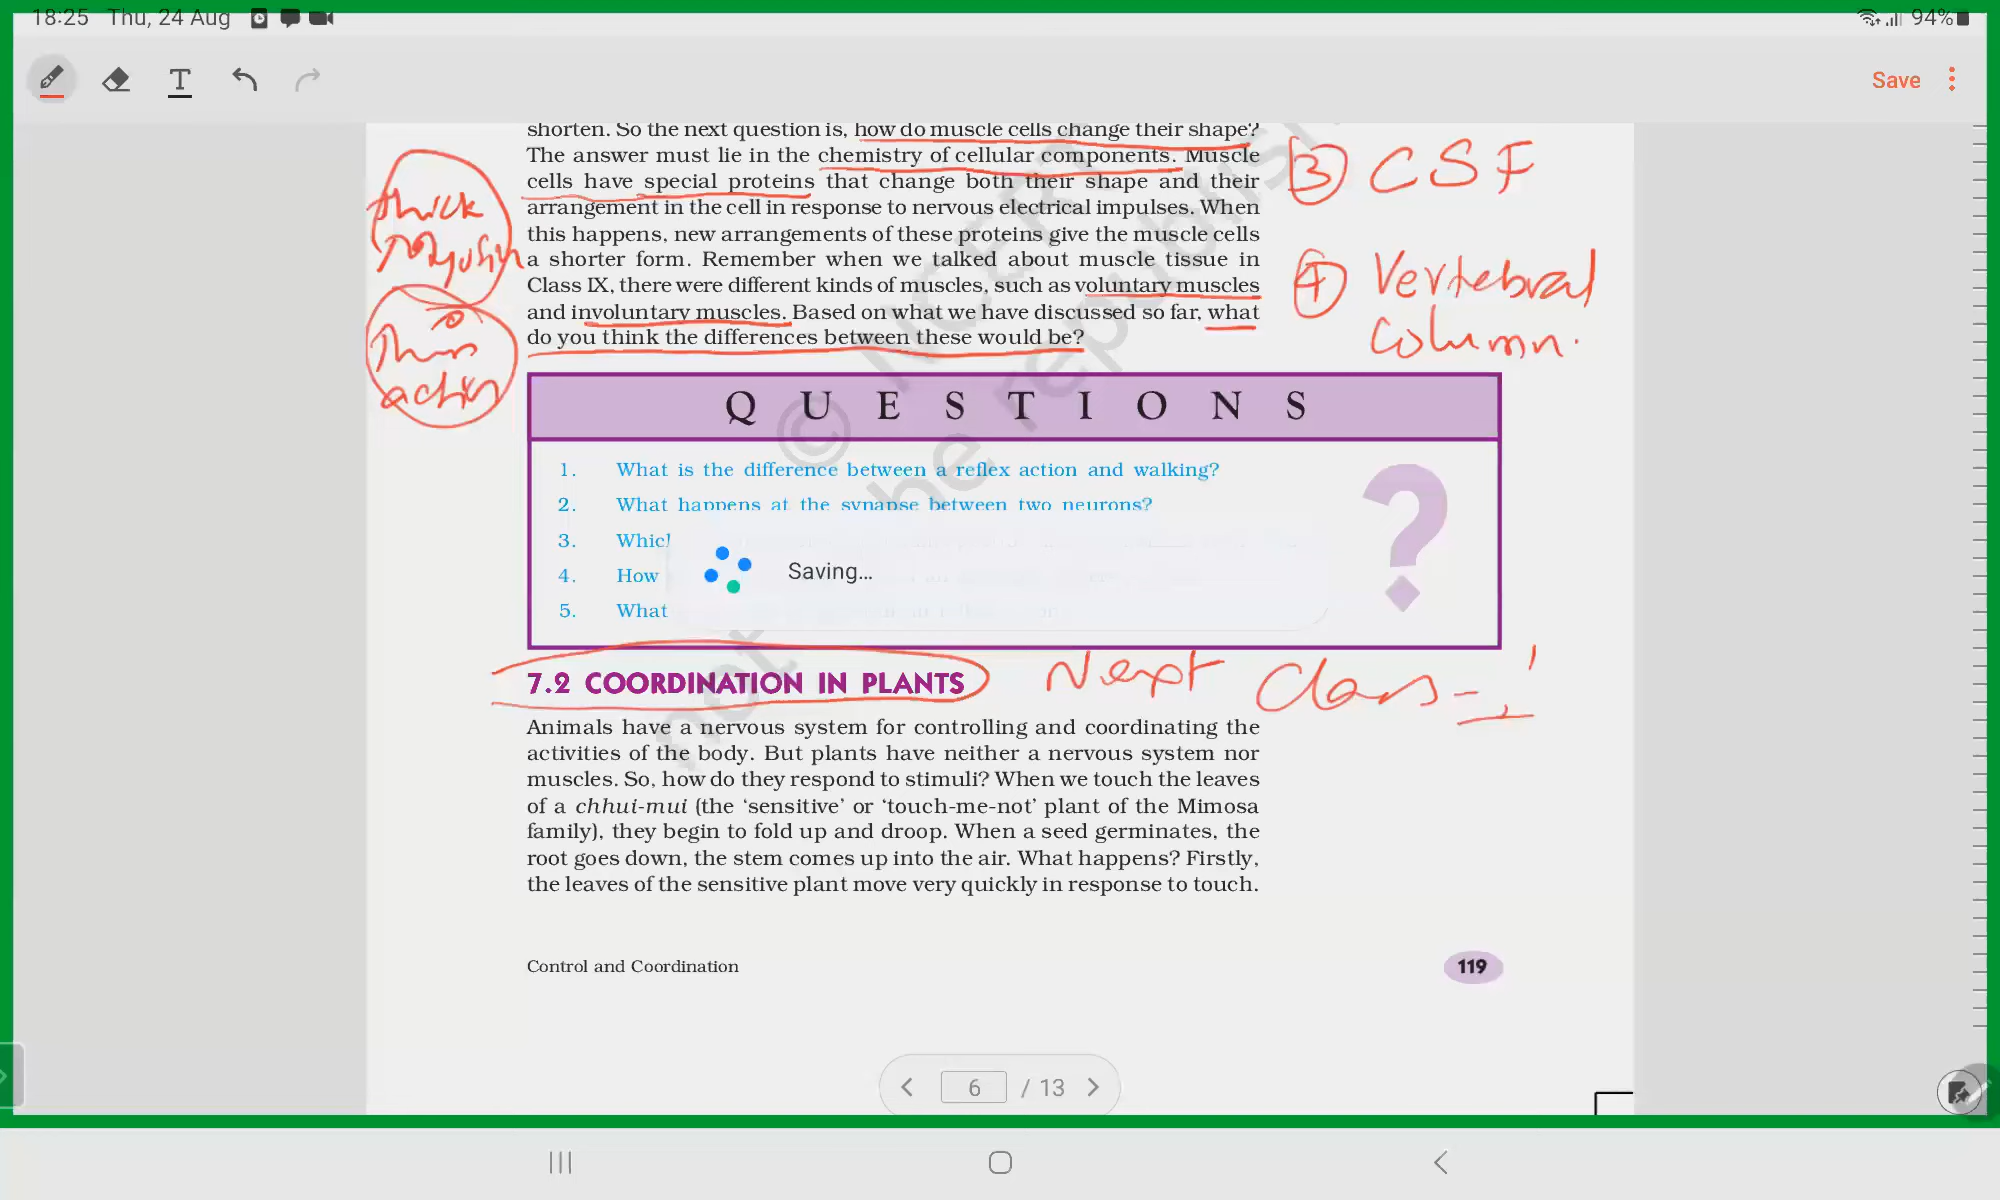 18:25 Thu, 24 Aug 94%
T Save
shorten. So the next question is, how do muscle cells change their shape?
The answer must lie in the chemistry of cellular components. Muscle
cells have special proteins that change both their shape and their
arrangement in the cell in response to nervous electrical impulses. When
this happens, new arrangements of these proteins give the muscle cells
a shorter form. Remember when we talked about muscle tissue in
Class IX, there were different kinds of muscles, such as voluntary muscles
and involuntary muscles. Based on what we have discussed so far, what
do you think the differences between these would be?
thick
Thin
actin
3 CSF
4 Vertebral
Column.
QUESTIONS
1. What is the difference between a reflex action and walking?
2. What happens at the synapse between two neurons?
3. Which
4. How
5. What
Saving...
7.2 COORDINATION IN PLANTS
Next Class
Animals have a nervous system for controlling and coordinating the
activities of the body. But plants have neither a nervous system nor
muscles. So, how do they respond to stimuli? When we touch the leaves
of a chhui-mui (the ‘sensitive’ or ‘touch-me-not’ plant of the Mimosa
family), they begin to fold up and droop. When a seed germinates, the
root goes down, the stem comes up into the air. What happens? Firstly,
the leaves of the sensitive plant move very quickly in response to touch.
Control and Coordination
119
6 / 13
© NCERT
not be republish